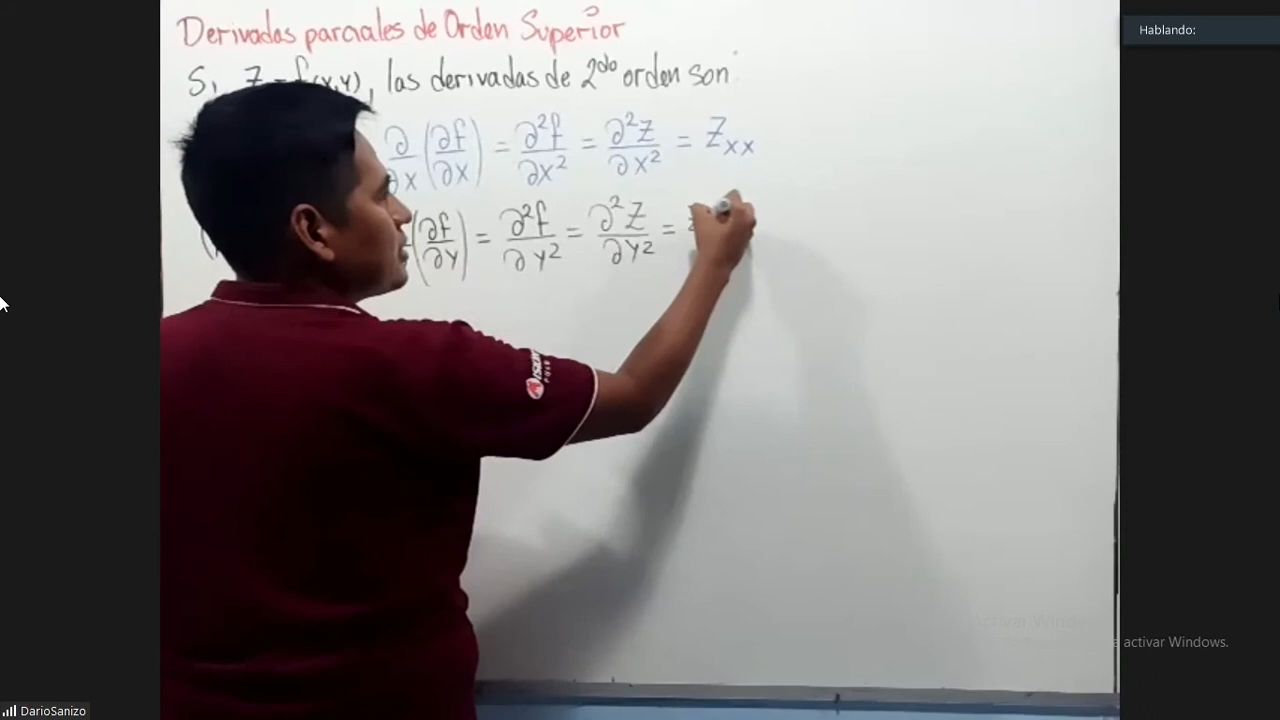 Derivadas parciales de Orden Superior
Si Z = f(x,y), las derivadas de 2do orden son:
∂/∂x (∂f/∂x) = ∂²f/∂x² = ∂²Z/∂x² = Zxx
(∂f/∂y) = ∂²f/∂y² = ∂²Z/∂y² =
Hablando:
activar Windows.
DarioSanizo